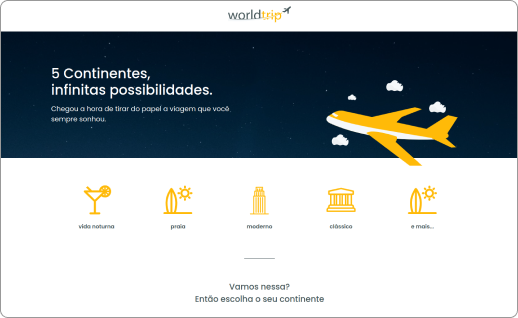 worldtrip
5 Continentes,
infinitas possibilidades.
Chegou a hora de tirar do papel a viagem que você
sempre sonhou.
vida noturna
praia
moderno
clássico
e mais...
Vamos nessa?
Então escolha o seu continente